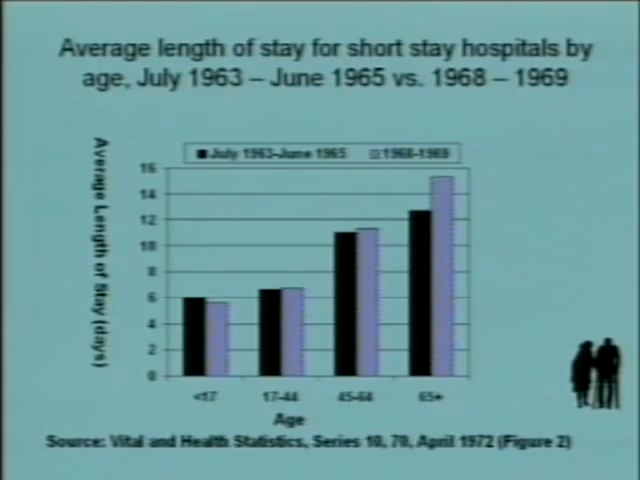 Average length of stay for short stay hospitals by
age, July 1963 – June 1965 vs. 1968 – 1969
July 1963-June 1965 1968-1969
Average Length of Stay (days)
16
14
12
10
8
6
4
2
0
<17 17-44 45-64 65+
Age
Source: Vital and Health Statistics, Series 10, 70, April 1972 (Figure 2)